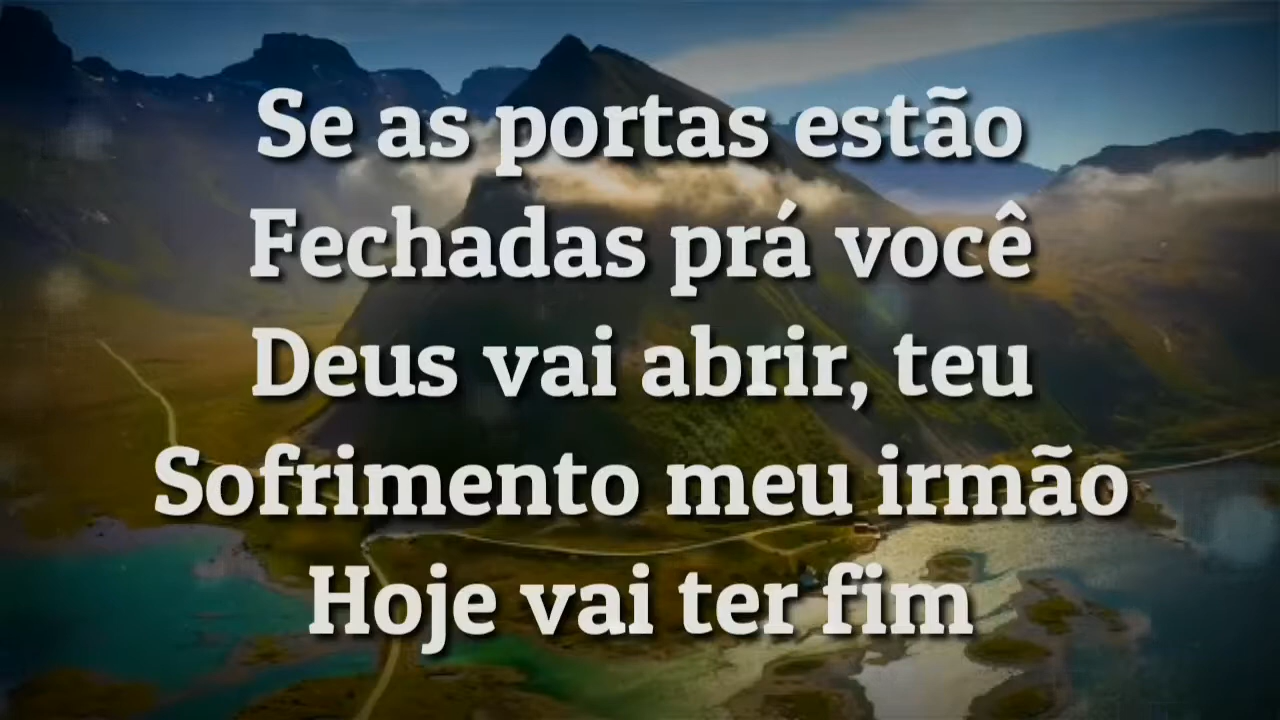 Se as portas estão
Fechadas prá você
Deus vai abrir, teu
Sofrimento meu irmão
Hoje vai ter fim